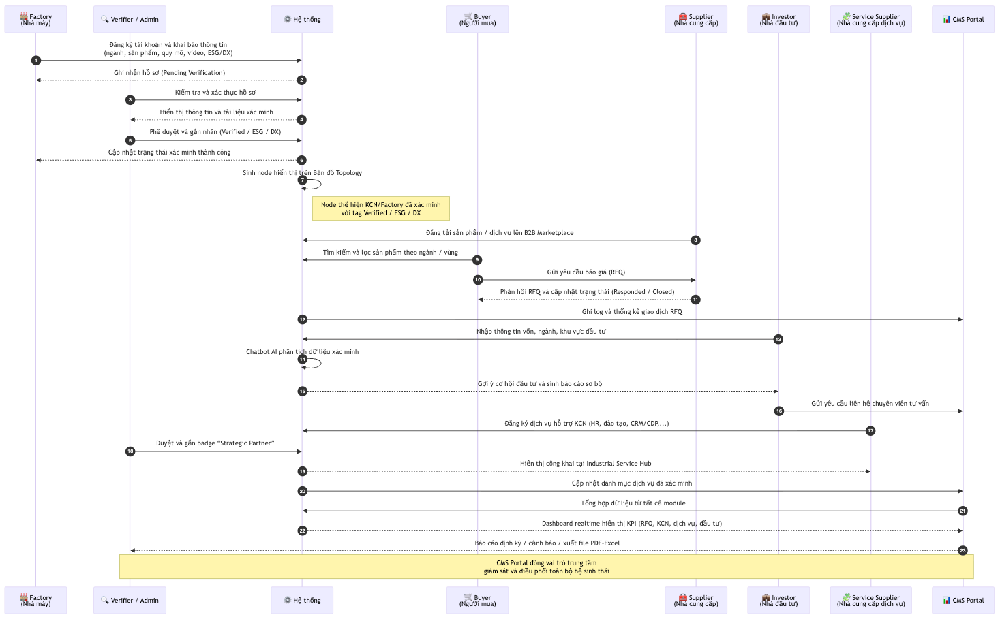 Factory
(Nhà máy)
Verifier / Admin
Hệ thống
Buyer
(Người mua)
Supplier
(Nhà cung cấp)
Investor
(Nhà đầu tư)
Service Supplier
(Nhà cung cấp dịch vụ)
CMS Portal
Đăng ký tài khoản và khai báo thông tin
(ngành, sản phẩm, quy mô, video, ESG/DX)
1
Ghi nhận hồ sơ (Pending Verification)
2
Kiểm tra và xác thực hồ sơ
3
Hiển thị thông tin và tài liệu xác minh
4
Phê duyệt và gắn nhãn (Verified / ESG / DX)
5
Cập nhật trạng thái xác minh thành công
6
Sinh node hiển thị trên Bản đồ Topology
7
Node thể hiện KCN/Factory đã xác minh
với tag Verified / ESG / DX
Đăng tải sản phẩm / dịch vụ lên B2B Marketplace
8
Tìm kiếm và lọc sản phẩm theo ngành / vùng
9
Gửi yêu cầu báo giá (RFQ)
10
Phản hồi RFQ và cập nhật trạng thái (Responded / Closed)
11
Ghi log và thống kê giao dịch RFQ
12
Nhập thông tin vốn, ngành, khu vực đầu tư
13
Chatbot AI phân tích dữ liệu xác minh
14
Gợi ý cơ hội đầu tư và sinh báo cáo sơ bộ
15
Gửi yêu cầu liên hệ chuyên viên tư vấn
16
Đăng ký dịch vụ hỗ trợ KCN (HR, đào tạo, CRM/CDP,...)
17
Duyệt và gắn badge “Strategic Partner”
18
Hiển thị công khai tại Industrial Service Hub
19
Cập nhật danh mục dịch vụ đã xác minh
20
Tổng hợp dữ liệu từ tất cả module
21
Dashboard realtime hiển thị KPI (RFQ, KCN, dịch vụ, đầu tư)
22
Báo cáo định kỳ / cảnh báo / xuất file PDF-Excel
23
CMS Portal đóng vai trò trung tâm
giám sát và điều phối toàn bộ hệ sinh thái
Factory
(Nhà máy)
Verifier / Admin
Hệ thống
Buyer
(Người mua)
Supplier
(Nhà cung cấp)
Investor
(Nhà đầu tư)
Service Supplier
(Nhà cung cấp dịch vụ)
CMS Portal